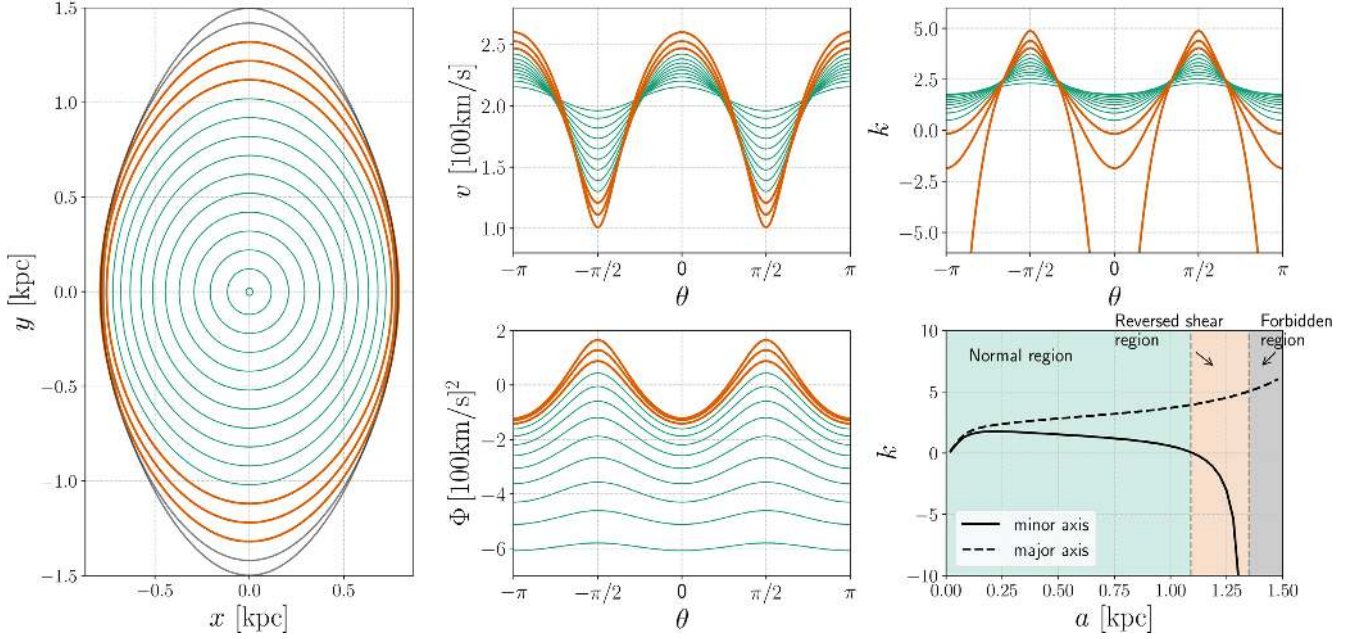 1.5
1.0
0.5
0.0
−0.5
−1.0
−1.5
y [kpc]
−0.5
0.0
0.5
x [kpc]
2.5
2.0
1.5
1.0
v [100km/s]
−π
−π/2
0
π/2
π
θ
5.0
2.5
0.0
−2.5
−5.0
k
−π
−π/2
0
π/2
π
θ
2
0
−2
−4
−6
Φ [100km/s]²
−π
−π/2
0
π/2
π
θ
Reversed shear
region
Forbidden
region
Normal region
10
5
0
−5
−10
k
minor axis
major axis
0.00
0.25
0.50
0.75
1.00
1.25
1.50
a [kpc]